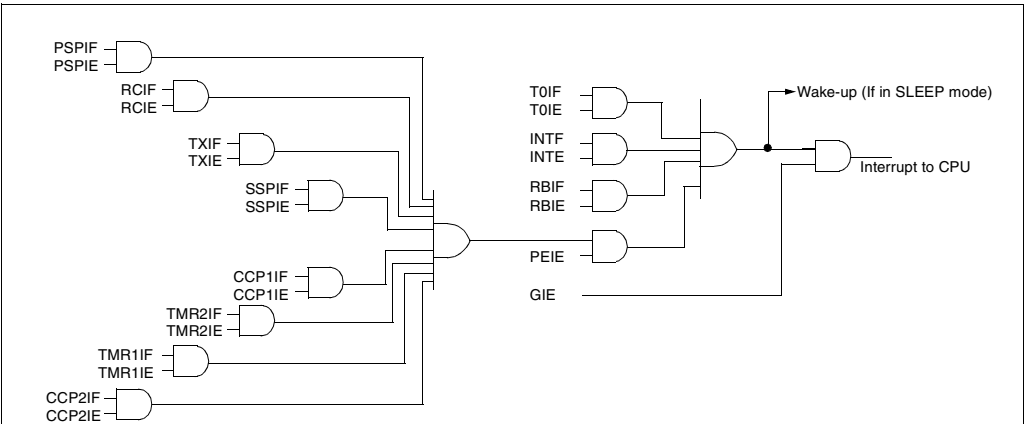 PSPIF
PSPIE
RCIF
RCIE
TXIF
TXIE
SSPIF
SSPIE
CCP1IF
CCP1IE
TMR2IF
TMR2IE
TMR1IF
TMR1IE
CCP2IF
CCP2IE
T0IF
T0IE
INTF
INTE
RBIF
RBIE
PEIE
GIE
Wake-up (If in SLEEP mode)
Interrupt to CPU